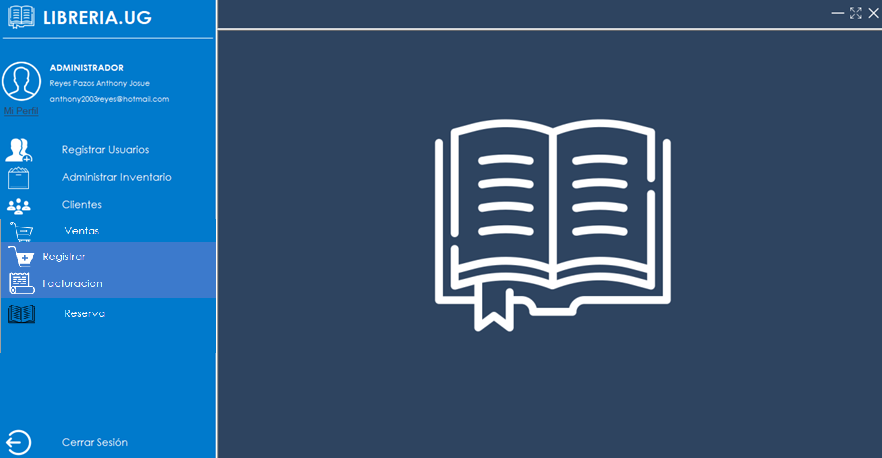 LIBRERIA.UG
ADMINISTRADOR
Reyes Pazos Anthony Josue
anthony2003reyes@hotmail.com
Mi Perfil
Registrar Usuarios
Administrar Inventario
Clientes
Ventas
Registrar
Facturacion
Reserva
Cerrar Sesión